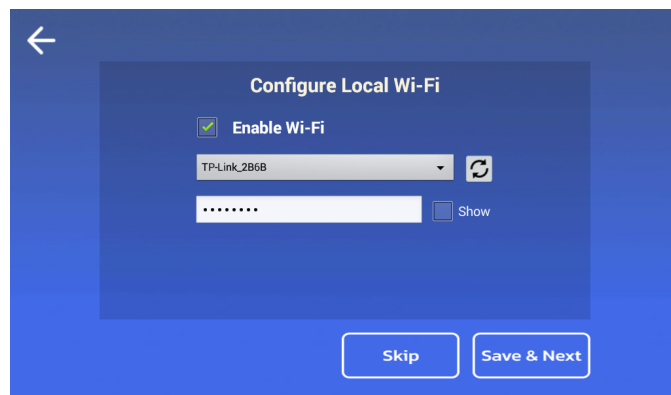 Configure Local Wi-Fi
Enable Wi-Fi
TP-Link_2B6B
••••••••
Show
Skip
Save & Next